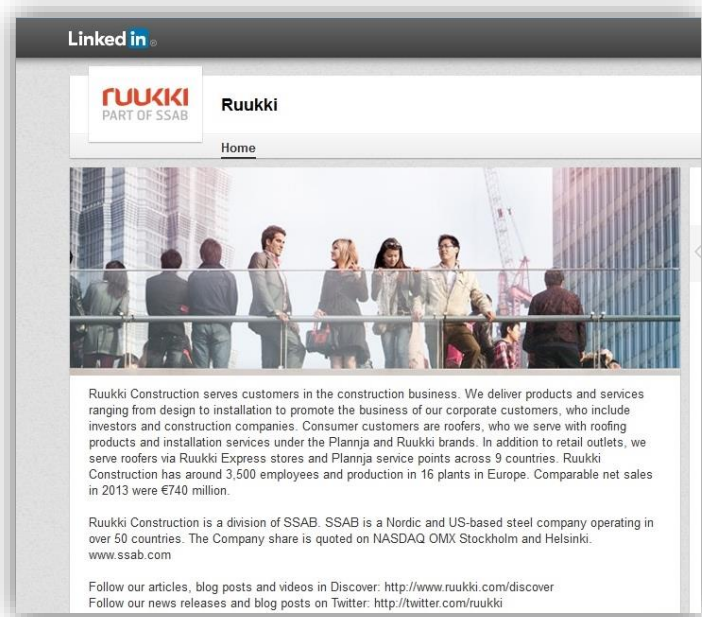 Linked in ®
ruukki
PART OF SSAB
Ruukki
Home
Ruukki Construction serves customers in the construction business. We deliver products and services
ranging from design to installation to promote the business of our corporate customers, who include
investors and construction companies. Consumer customers are roofers, who we serve with roofing
products and installation services under the Plannja and Ruukki brands. In addition to retail outlets, we
serve roofers via Ruukki Express stores and Plannja service points across 9 countries. Ruukki
Construction has around 3,500 employees and production in 16 plants in Europe. Comparable net sales
in 2013 were €740 million.
Ruukki Construction is a division of SSAB. SSAB is a Nordic and US-based steel company operating in
over 50 countries. The Company share is quoted on NASDAQ OMX Stockholm and Helsinki.
www.ssab.com
Follow our articles, blog posts and videos in Discover: http://www.ruukki.com/discover
Follow our news releases and blog posts on Twitter: http://twitter.com/ruukki